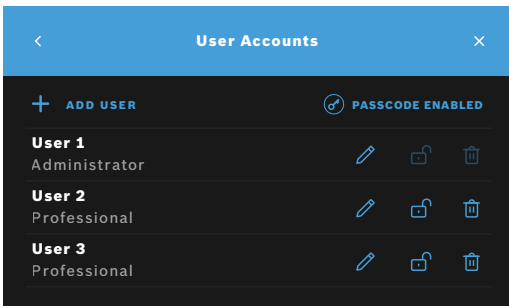 User Accounts
ADD USER
PASSCODE ENABLED
User 1
Administrator
User 2
Professional
User 3
Professional